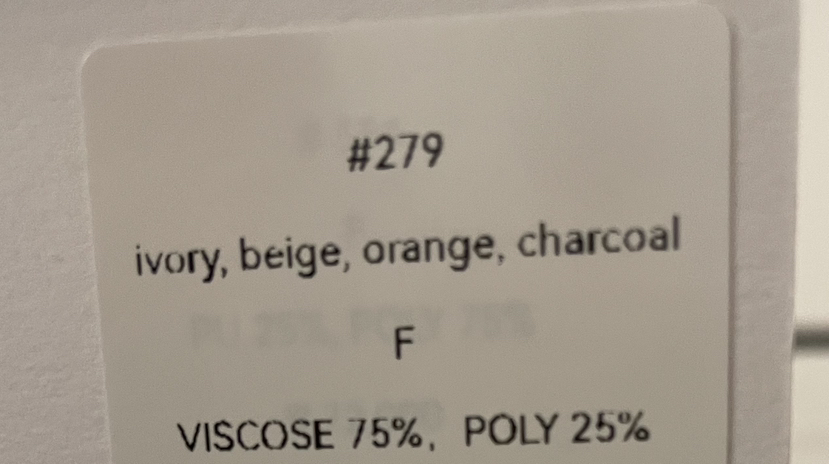 #279
ivory, beige, orange, charcoal
F
VISCOSE 75%, POLY 25%